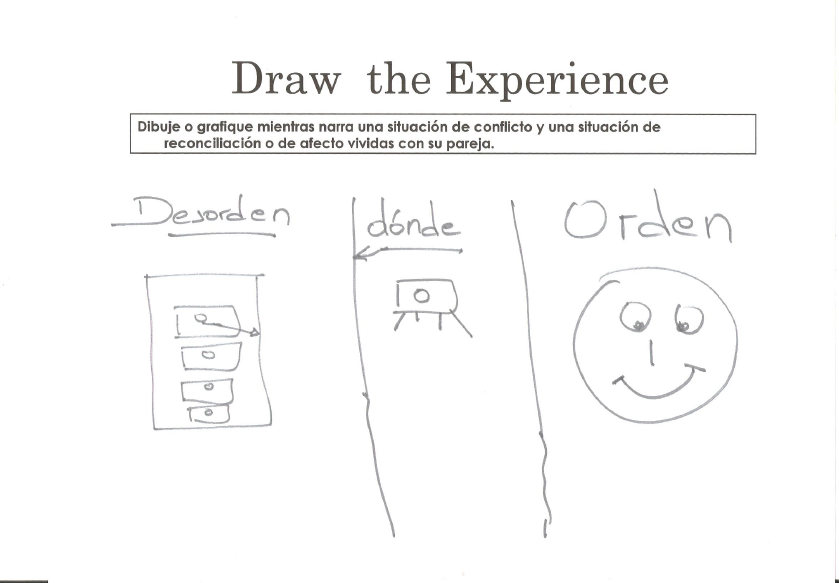 Draw the Experience
Dibuje o grafique mientras narra una situación de conflicto y una situación de
reconciliación o de afecto vividas con su pareja.
Desorden
dónde
Orden